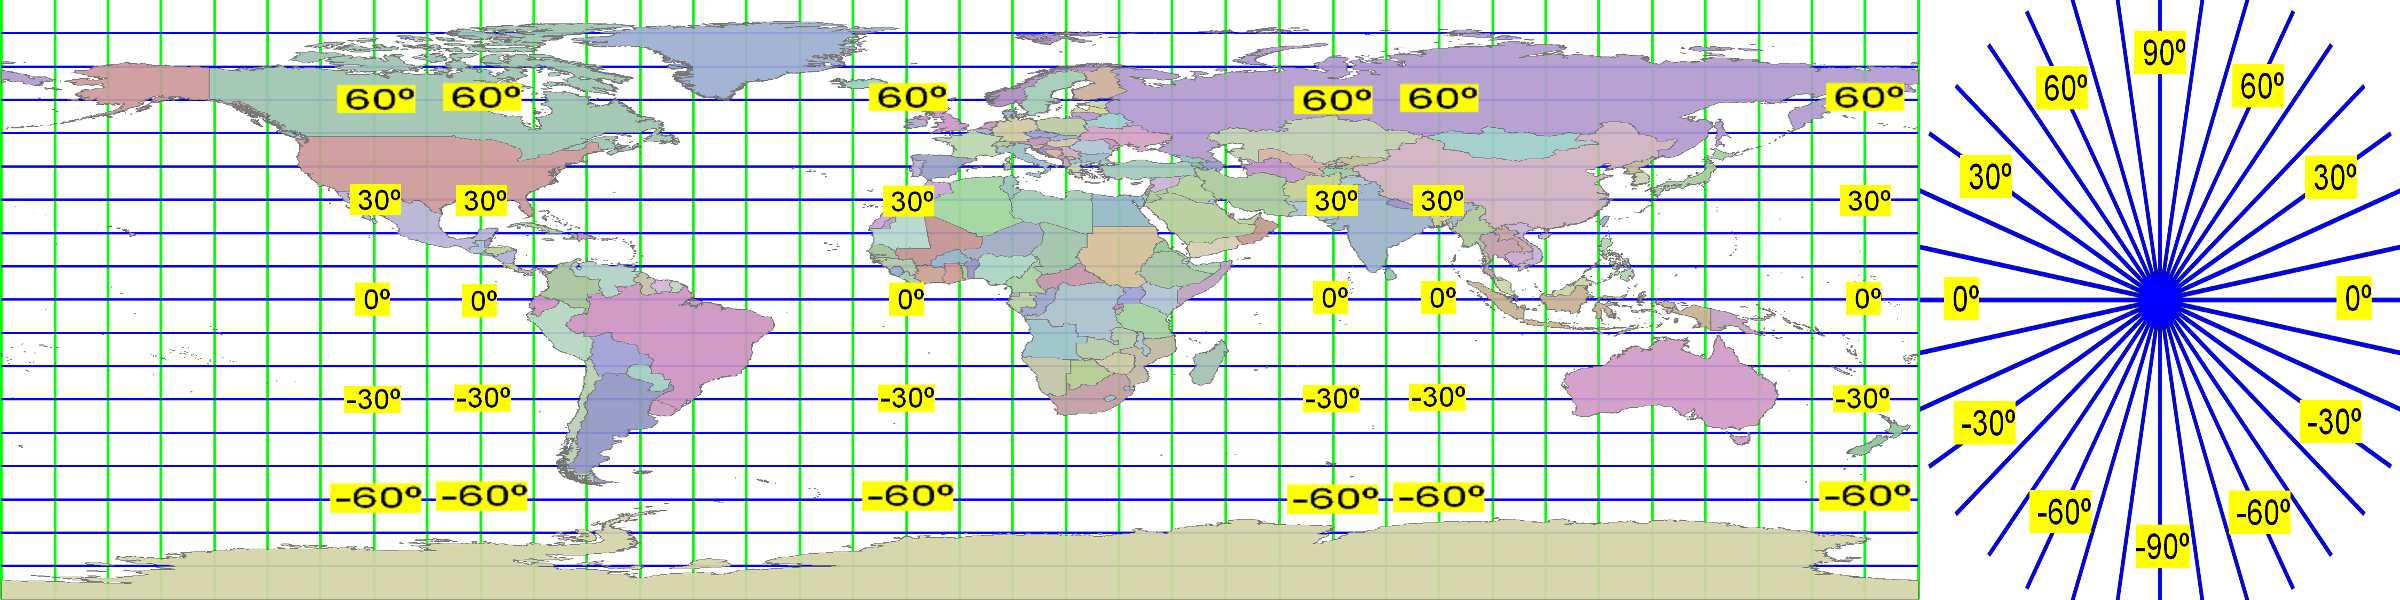 60º 60º 60º 60º 60º 60º
30º 30º 30º 30º 30º 30º
0º 0º 0º 0º 0º 0º
-30º -30º -30º -30º -30º -30º
-60º -60º -60º -60º -60º -60º
90º
60º 60º
30º 30º
0º 0º
-30º -30º
-60º -60º
-90º